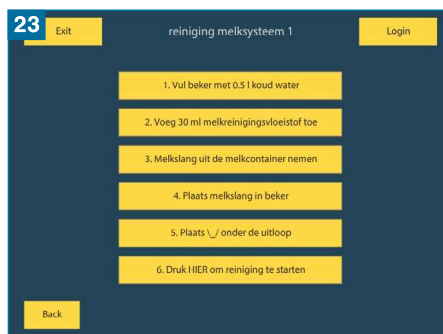 23
Exit
reiniging melksysteem 1
Login
1. Vul beker met 0.5 l koud water
2. Voeg 30 ml melkreinigingsvloeistof toe
3. Melkslang uit de melkcontainer nemen
4. Plaats melkslang in beker
5. Plaats \_/ onder de uitloop
6. Druk HIER om reiniging te starten
Back